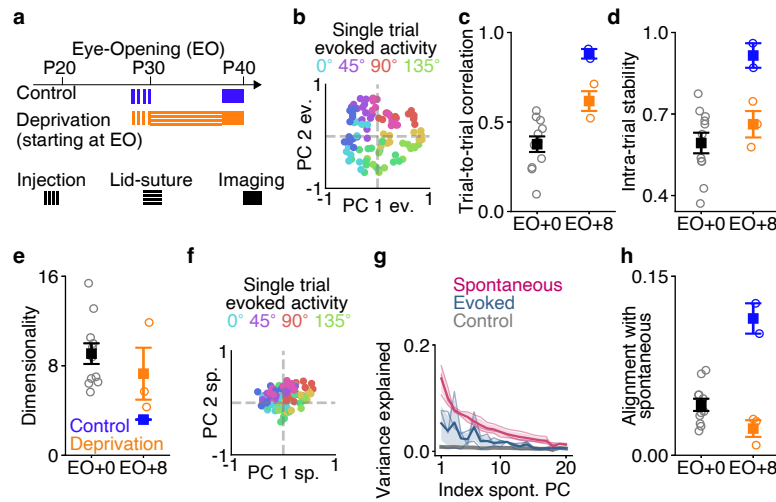 a
Eye-Opening (EO)
P20 P30 P40
Control
Deprivation
(starting at EO)
Injection Lid-suture Imaging
b
Single trial
evoked activity
0° 45° 90° 135°
1
PC 2 ev.
-1
PC 1 ev. 1
c
Trial-to-trial correlation
1.0
0.5
0.0
EO+0 EO+8
d
Intra-trial stability
1.0
0.7
0.4
EO+0 EO+8
e
Dimensionality
16
8
0
Control
Deprivation
EO+0 EO+8
f
Single trial
evoked activity
0° 45° 90° 135°
1
PC 2 sp.
-1
-1 PC 1 sp. 1
g
Spontaneous
Evoked
Control
Variance explained
0.2
0.0
1 20
Index spont. PC
h
Alignment with
spontaneous
0.15
0.00
EO+0 EO+8